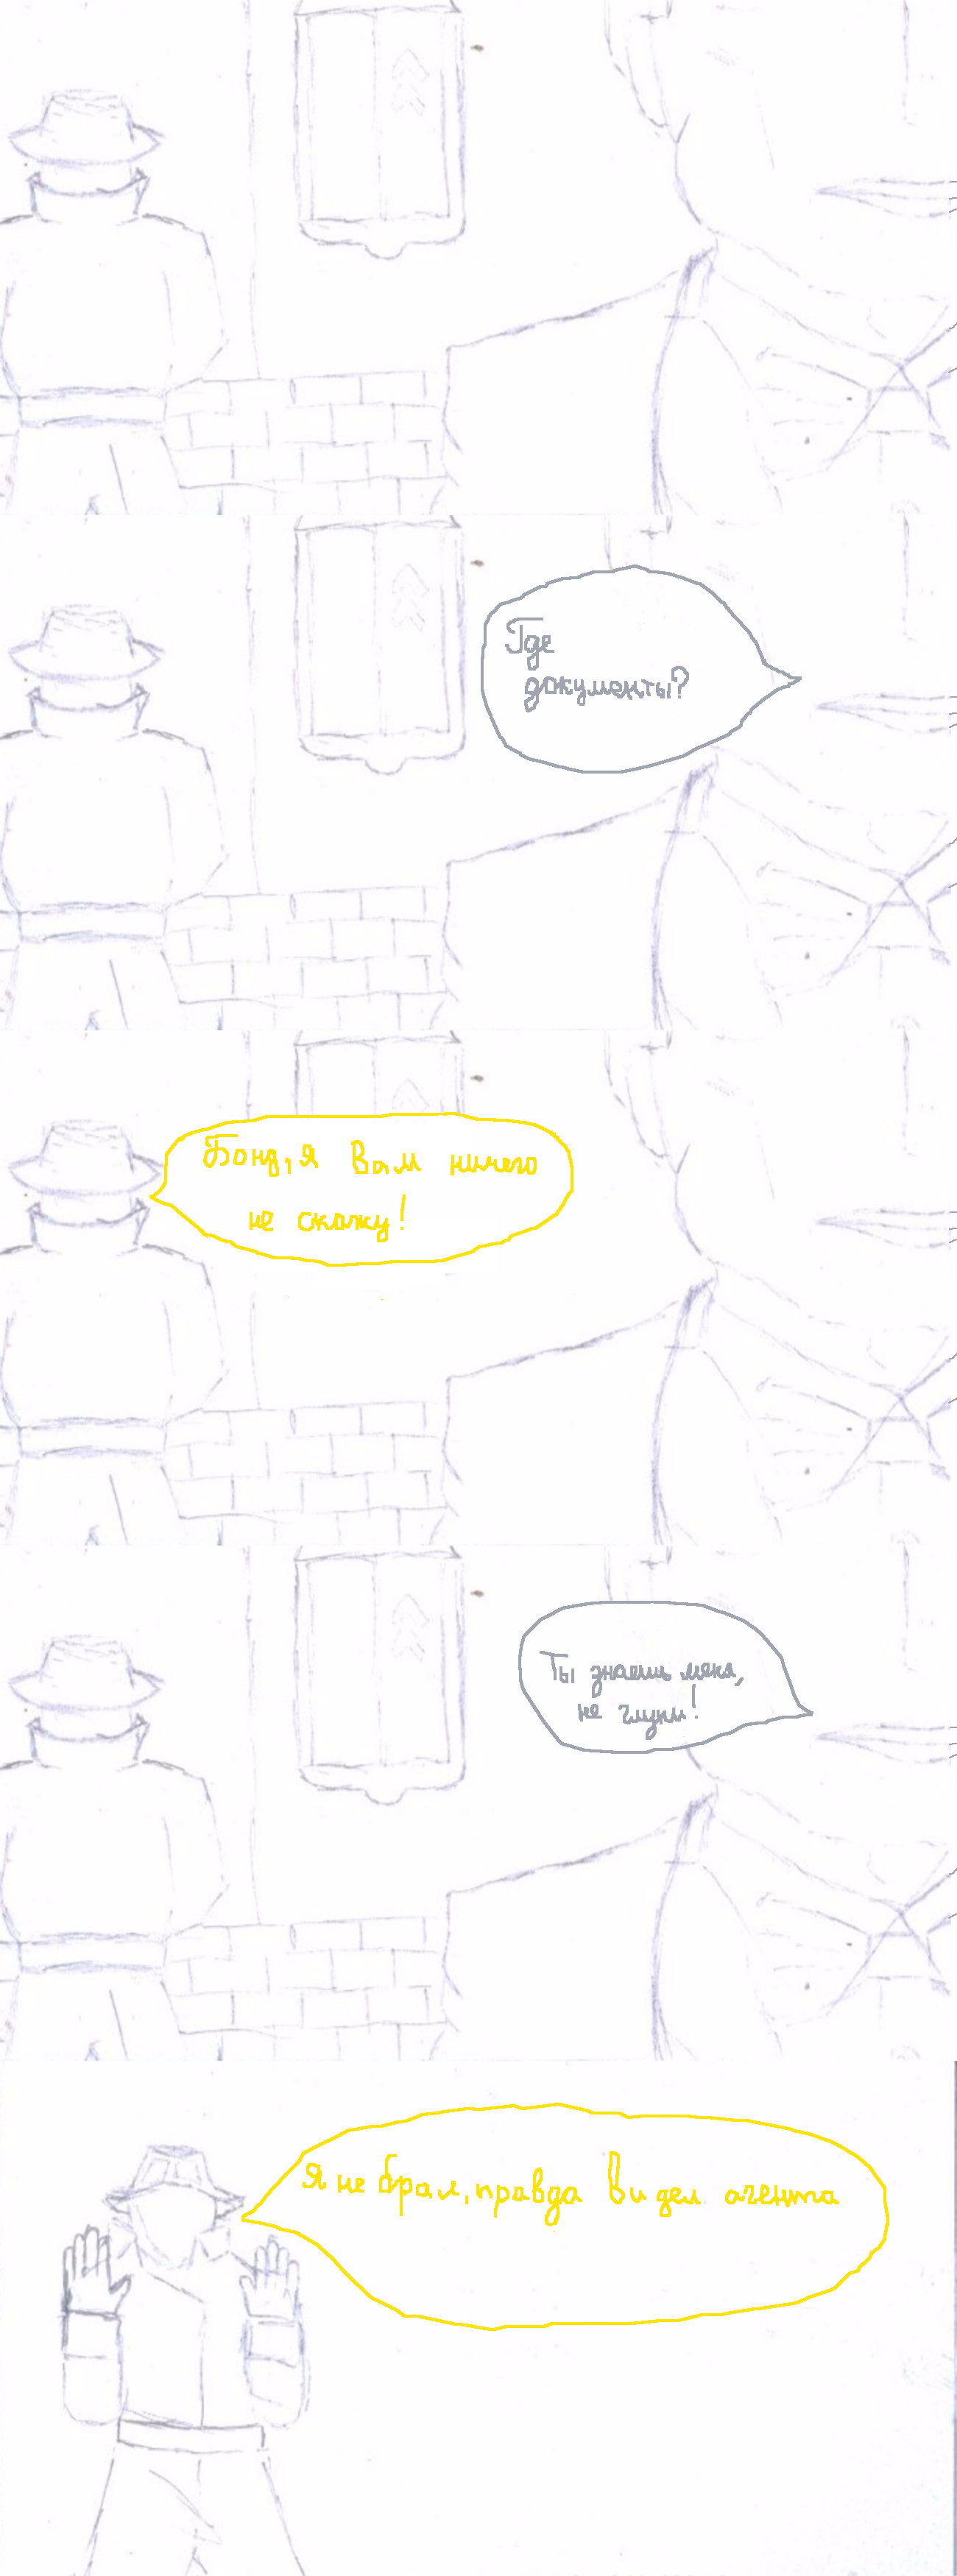 Где
документы?
Бонд, я Вам ничего
не скажу!
Ты знаешь меня,
не глупи!
Я не брал, правда видел агента